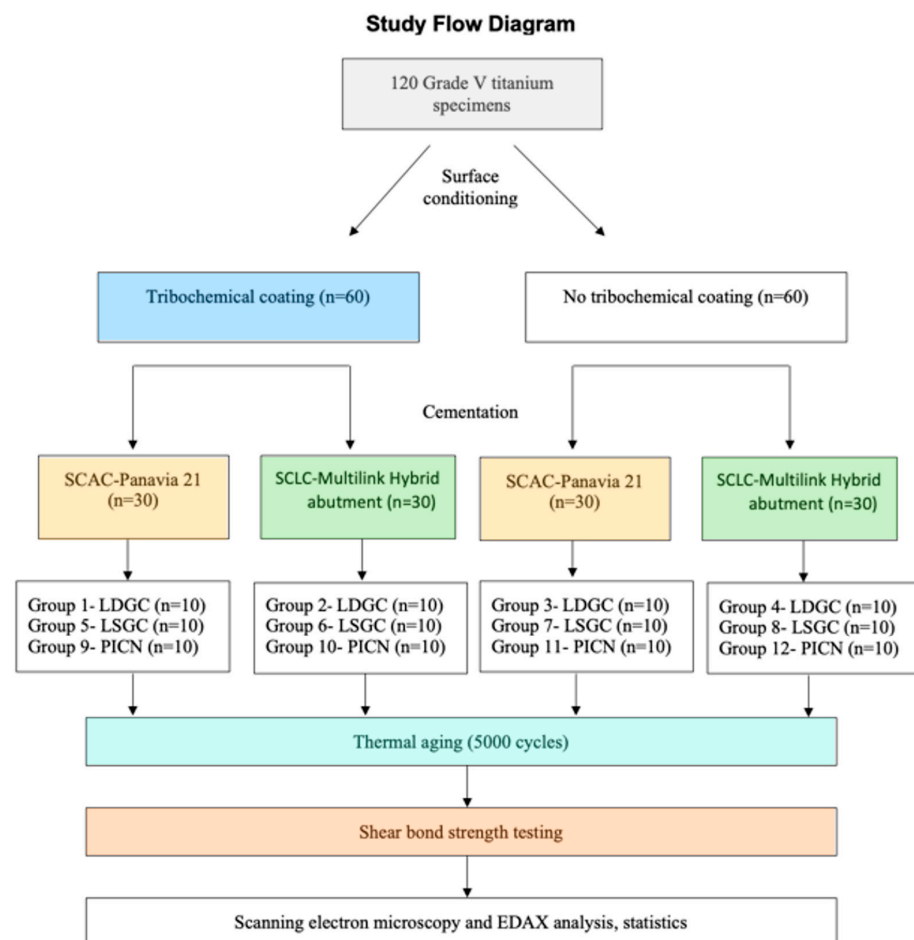 Study Flow Diagram
120 Grade V titanium
specimens
Surface
conditioning
Tribochemical coating (n=60)
No tribochemical coating (n=60)
Cementation
SCAC-Panavia 21
(n=30)
SCLC-Multilink Hybrid
abutment (n=30)
SCAC-Panavia 21
(n=30)
SCLC-Multilink Hybrid
abutment (n=30)
Group 1- LDGC (n=10)
Group 5- LSGC (n=10)
Group 9- PICN (n=10)
Group 2- LDGC (n=10)
Group 6- LSGC (n=10)
Group 10- PICN (n=10)
Group 3- LDGC (n=10)
Group 7- LSGC (n=10)
Group 11- PICN (n=10)
Group 4- LDGC (n=10)
Group 8- LSGC (n=10)
Group 12- PICN (n=10)
Thermal aging (5000 cycles)
Shear bond strength testing
Scanning electron microscopy and EDAX analysis, statistics